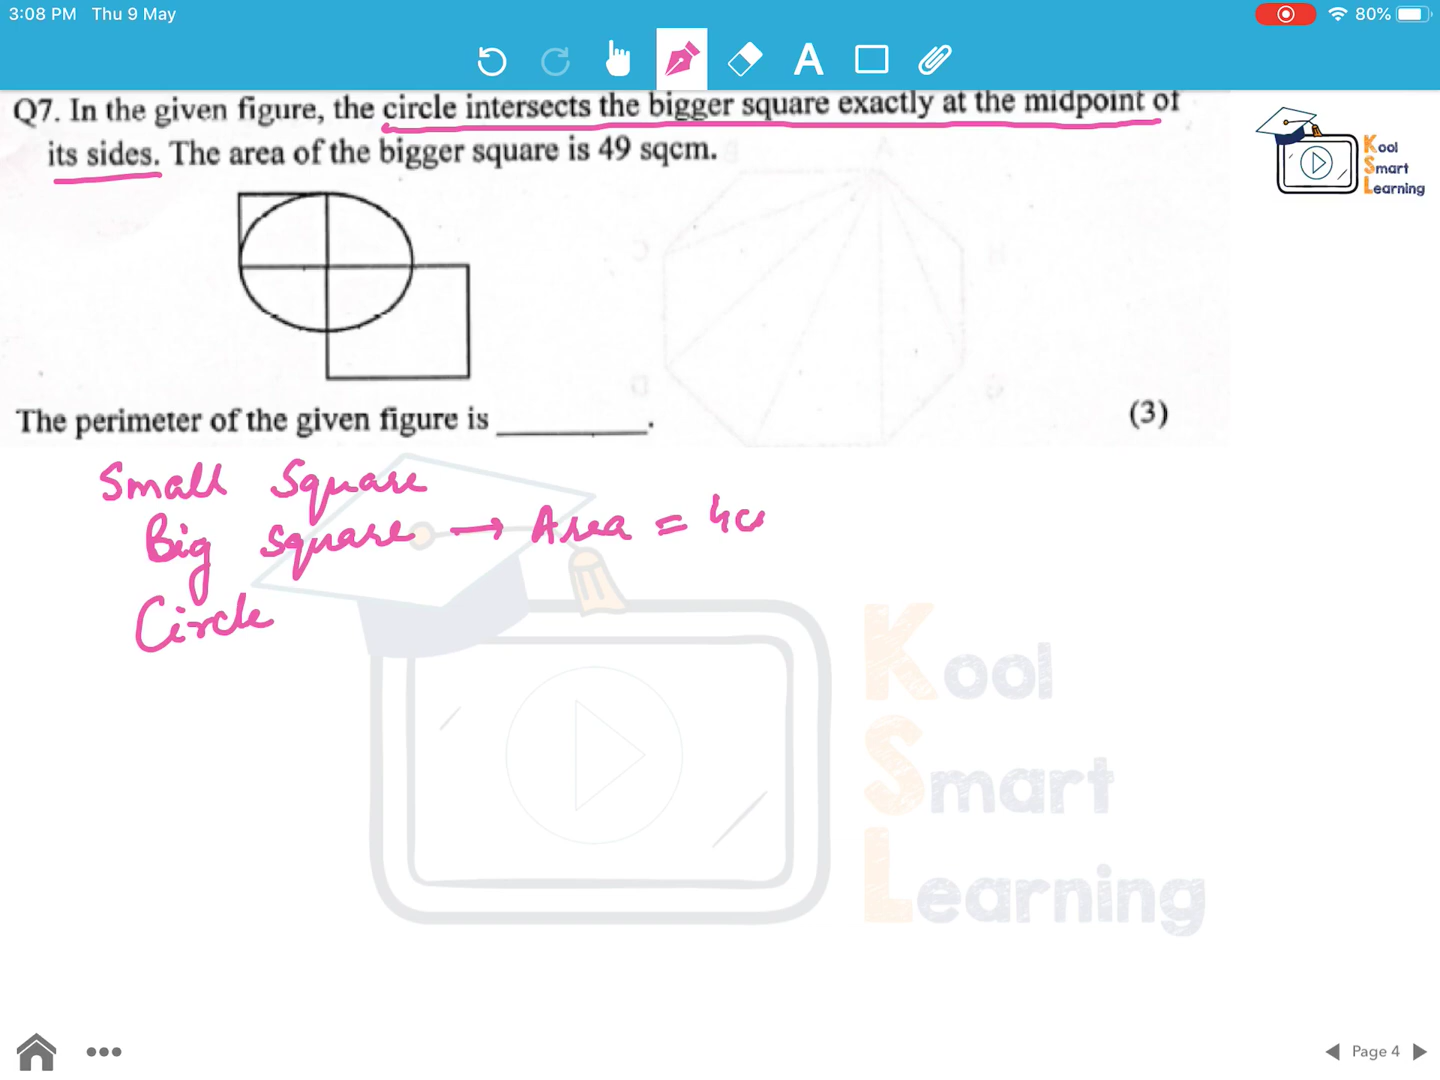 3:08 PM Thu 9 May
80%
A
Q7. In the given figure, the circle intersects the bigger square exactly at the midpoint of
its sides. The area of the bigger square is 49 sqcm.
Kool
Smart
Learning
The perimeter of the given figure is __________.
(3)
Small Square
Big Square → Area =
Circle
Kool
Smart
Learning
Page 4